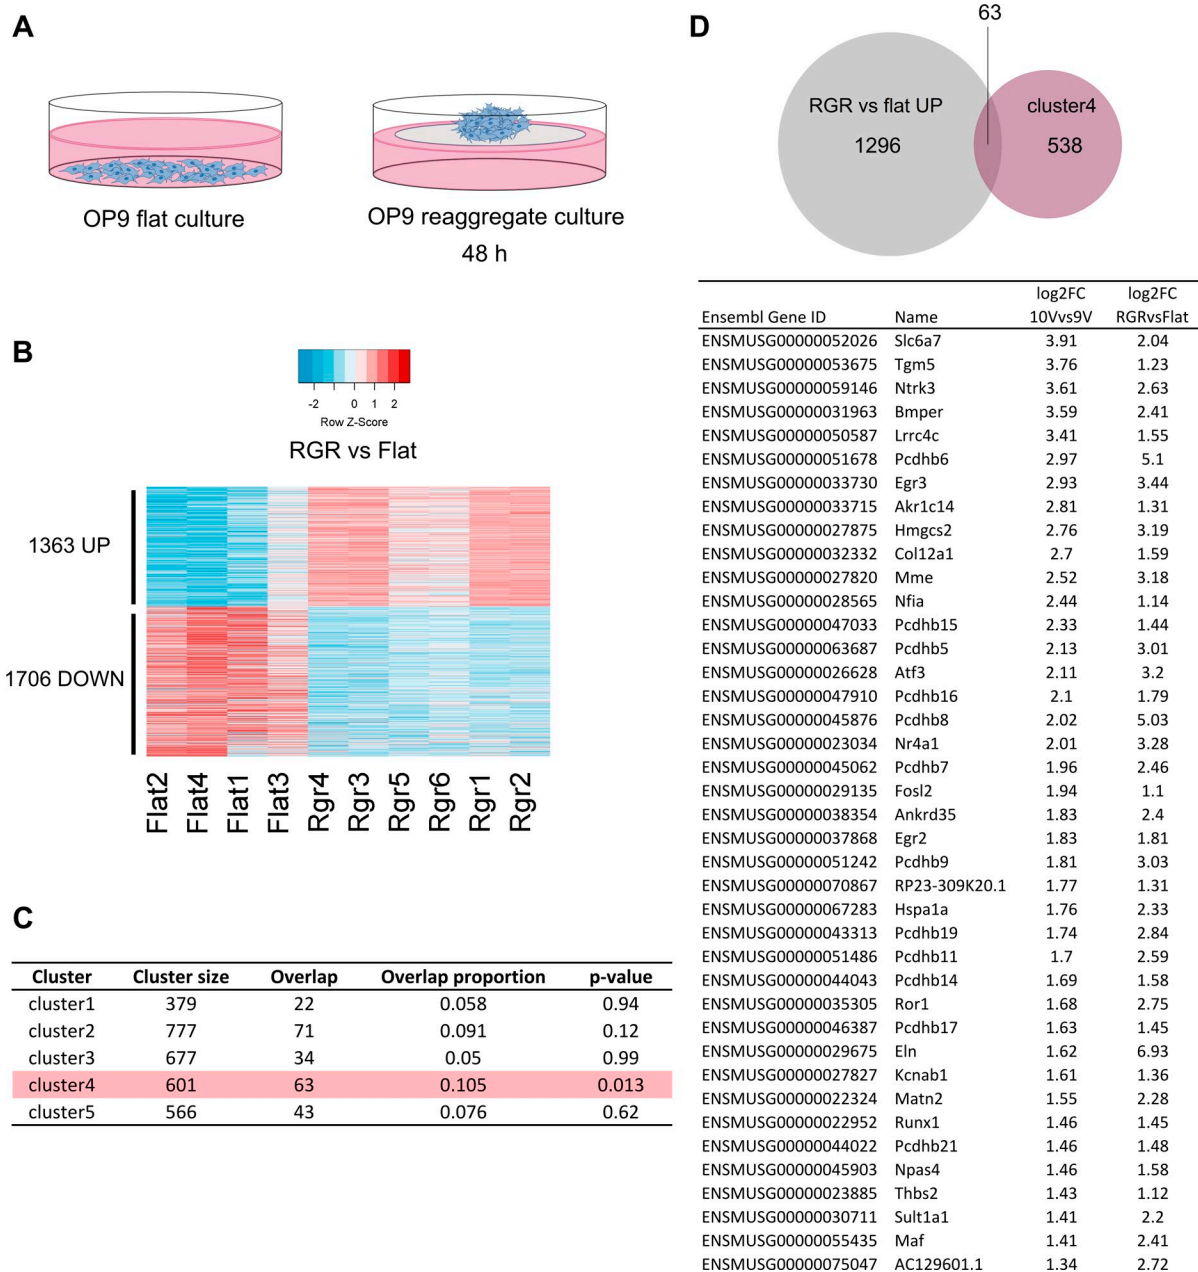 A
OP9 flat culture
OP9 reaggregate culture
48 h
B
-2 0 1 2
Row Z-Score
RGR vs Flat
1363 UP
1706 DOWN
Flat2
Flat4
Flat1
Flat3
Rgr4
Rgr3
Rgr5
Rgr6
Rgr1
Rgr2
C
Cluster Cluster size Overlap Overlap proportion p-value
cluster1 379 22 0.058 0.94
cluster2 777 71 0.091 0.12
cluster3 677 34 0.05 0.99
cluster4 601 63 0.105 0.013
cluster5 566 43 0.076 0.62
D
63
RGR vs flat UP
1296
cluster4
538
log2FC log2FC
Ensembl Gene ID Name 10Vvs9V RGRvsFlat
ENSMUSG00000052026 Slc6a7 3.91 2.04
ENSMUSG00000053675 Tgm5 3.76 1.23
ENSMUSG00000059146 Ntrk3 3.61 2.63
ENSMUSG00000031963 Bmper 3.59 2.41
ENSMUSG00000050587 Lrrc4c 3.41 1.55
ENSMUSG00000051678 Pcdhb6 2.97 5.1
ENSMUSG00000033730 Egr3 2.93 3.44
ENSMUSG00000033715 Akr1c14 2.81 1.31
ENSMUSG00000027875 Hmgcs2 2.76 3.19
ENSMUSG00000032332 Col12a1 2.7 1.59
ENSMUSG00000027820 Mme 2.52 3.18
ENSMUSG00000028565 Nfia 2.44 1.14
ENSMUSG00000047033 Pcdhb15 2.33 1.44
ENSMUSG00000063687 Pcdhb5 2.13 3.01
ENSMUSG00000026628 Atf3 2.11 3.2
ENSMUSG00000047910 Pcdhb16 2.1 1.79
ENSMUSG00000045876 Pcdhb8 2.02 5.03
ENSMUSG00000023034 Nr4a1 2.01 3.28
ENSMUSG00000045062 Pcdhb7 1.96 2.46
ENSMUSG00000029135 Fosl2 1.94 1.1
ENSMUSG00000038354 Ankrd35 1.83 2.4
ENSMUSG00000037868 Egr2 1.83 1.81
ENSMUSG00000051242 Pcdhb9 1.81 3.03
ENSMUSG00000070867 RP23-309K20.1 1.77 1.31
ENSMUSG00000067283 Hspa1a 1.76 2.33
ENSMUSG00000043313 Pcdhb19 1.74 2.84
ENSMUSG00000051486 Pcdhb11 1.7 2.59
ENSMUSG00000044043 Pcdhb14 1.69 1.58
ENSMUSG00000035305 Ror1 1.68 2.75
ENSMUSG00000046387 Pcdhb17 1.63 1.45
ENSMUSG00000029675 Eln 1.62 6.93
ENSMUSG00000027827 Kcnab1 1.61 1.36
ENSMUSG00000022324 Matn2 1.55 2.28
ENSMUSG00000022952 Runx1 1.46 1.45
ENSMUSG00000044022 Pcdhb21 1.46 1.48
ENSMUSG00000045903 Npas4 1.46 1.58
ENSMUSG00000023885 Thbs2 1.43 1.12
ENSMUSG00000030711 Sult1a1 1.41 2.2
ENSMUSG00000055435 Maf 1.41 2.41
ENSMUSG00000075047 AC129601.1 1.34 2.72